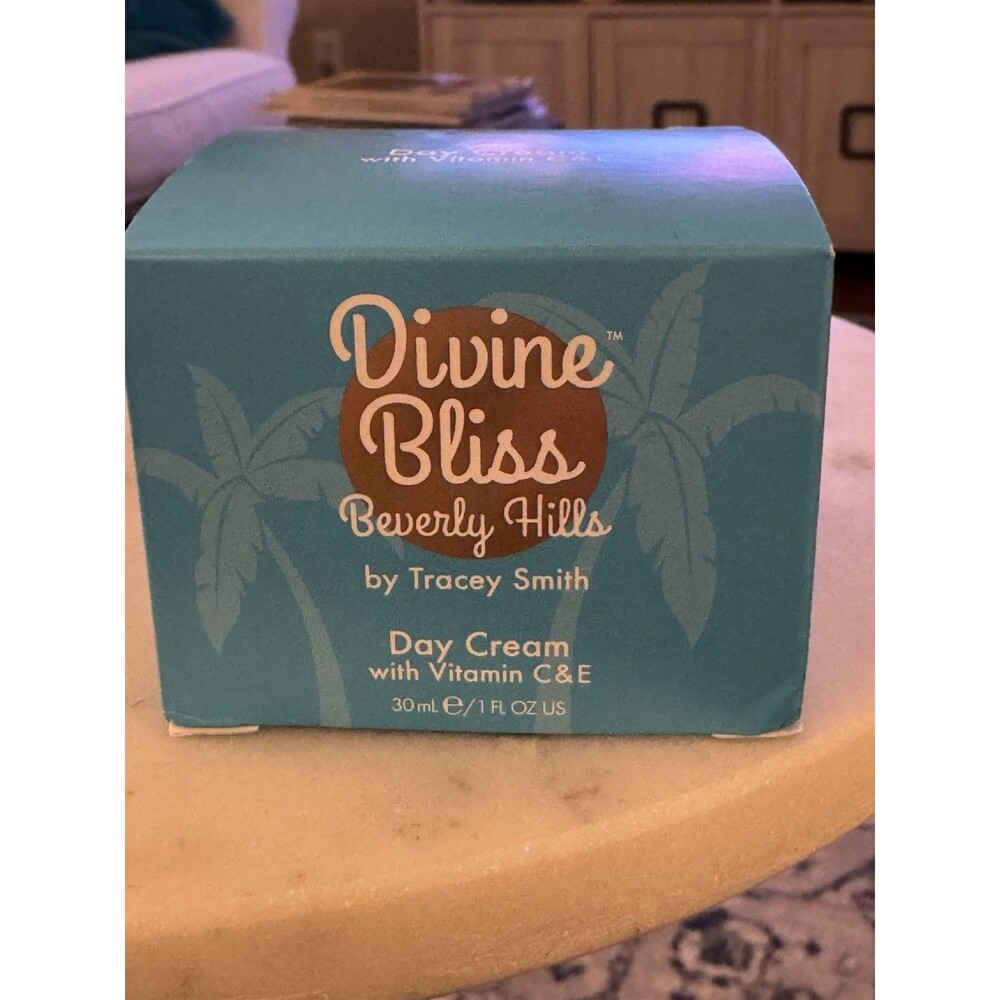 Day Cream
with Vitamin C&E
Divine™
Bliss
Beverly Hills
by Tracey Smith
Day Cream
with Vitamin C&E
30 mL ℮/1 FL OZ US